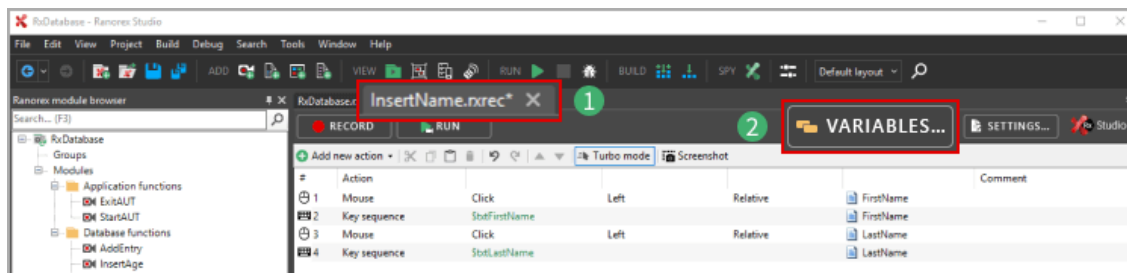 RxDatabase - Ranorex Studio
File Edit View Project Build Debug Search Tools Window Help
ADD VIEW RUN BUILD SPY Default layout
Ranorex module browser
RxDatabase.r
InsertName.rxrec*
1
Search... (F3)
RECORD RUN
2
VARIABLES...
SETTINGS...
Studio
RxDatabase
Groups
Modules
Application functions
ExitAUT
StartAUT
Database functions
AddEntry
InsertAge
Add new action Turbo mode Screenshot
# Action Comment
1 Mouse Click Left Relative FirstName
2 Key sequence $txtFirstName FirstName
3 Mouse Click Left Relative LastName
4 Key sequence $txtLastName LastName